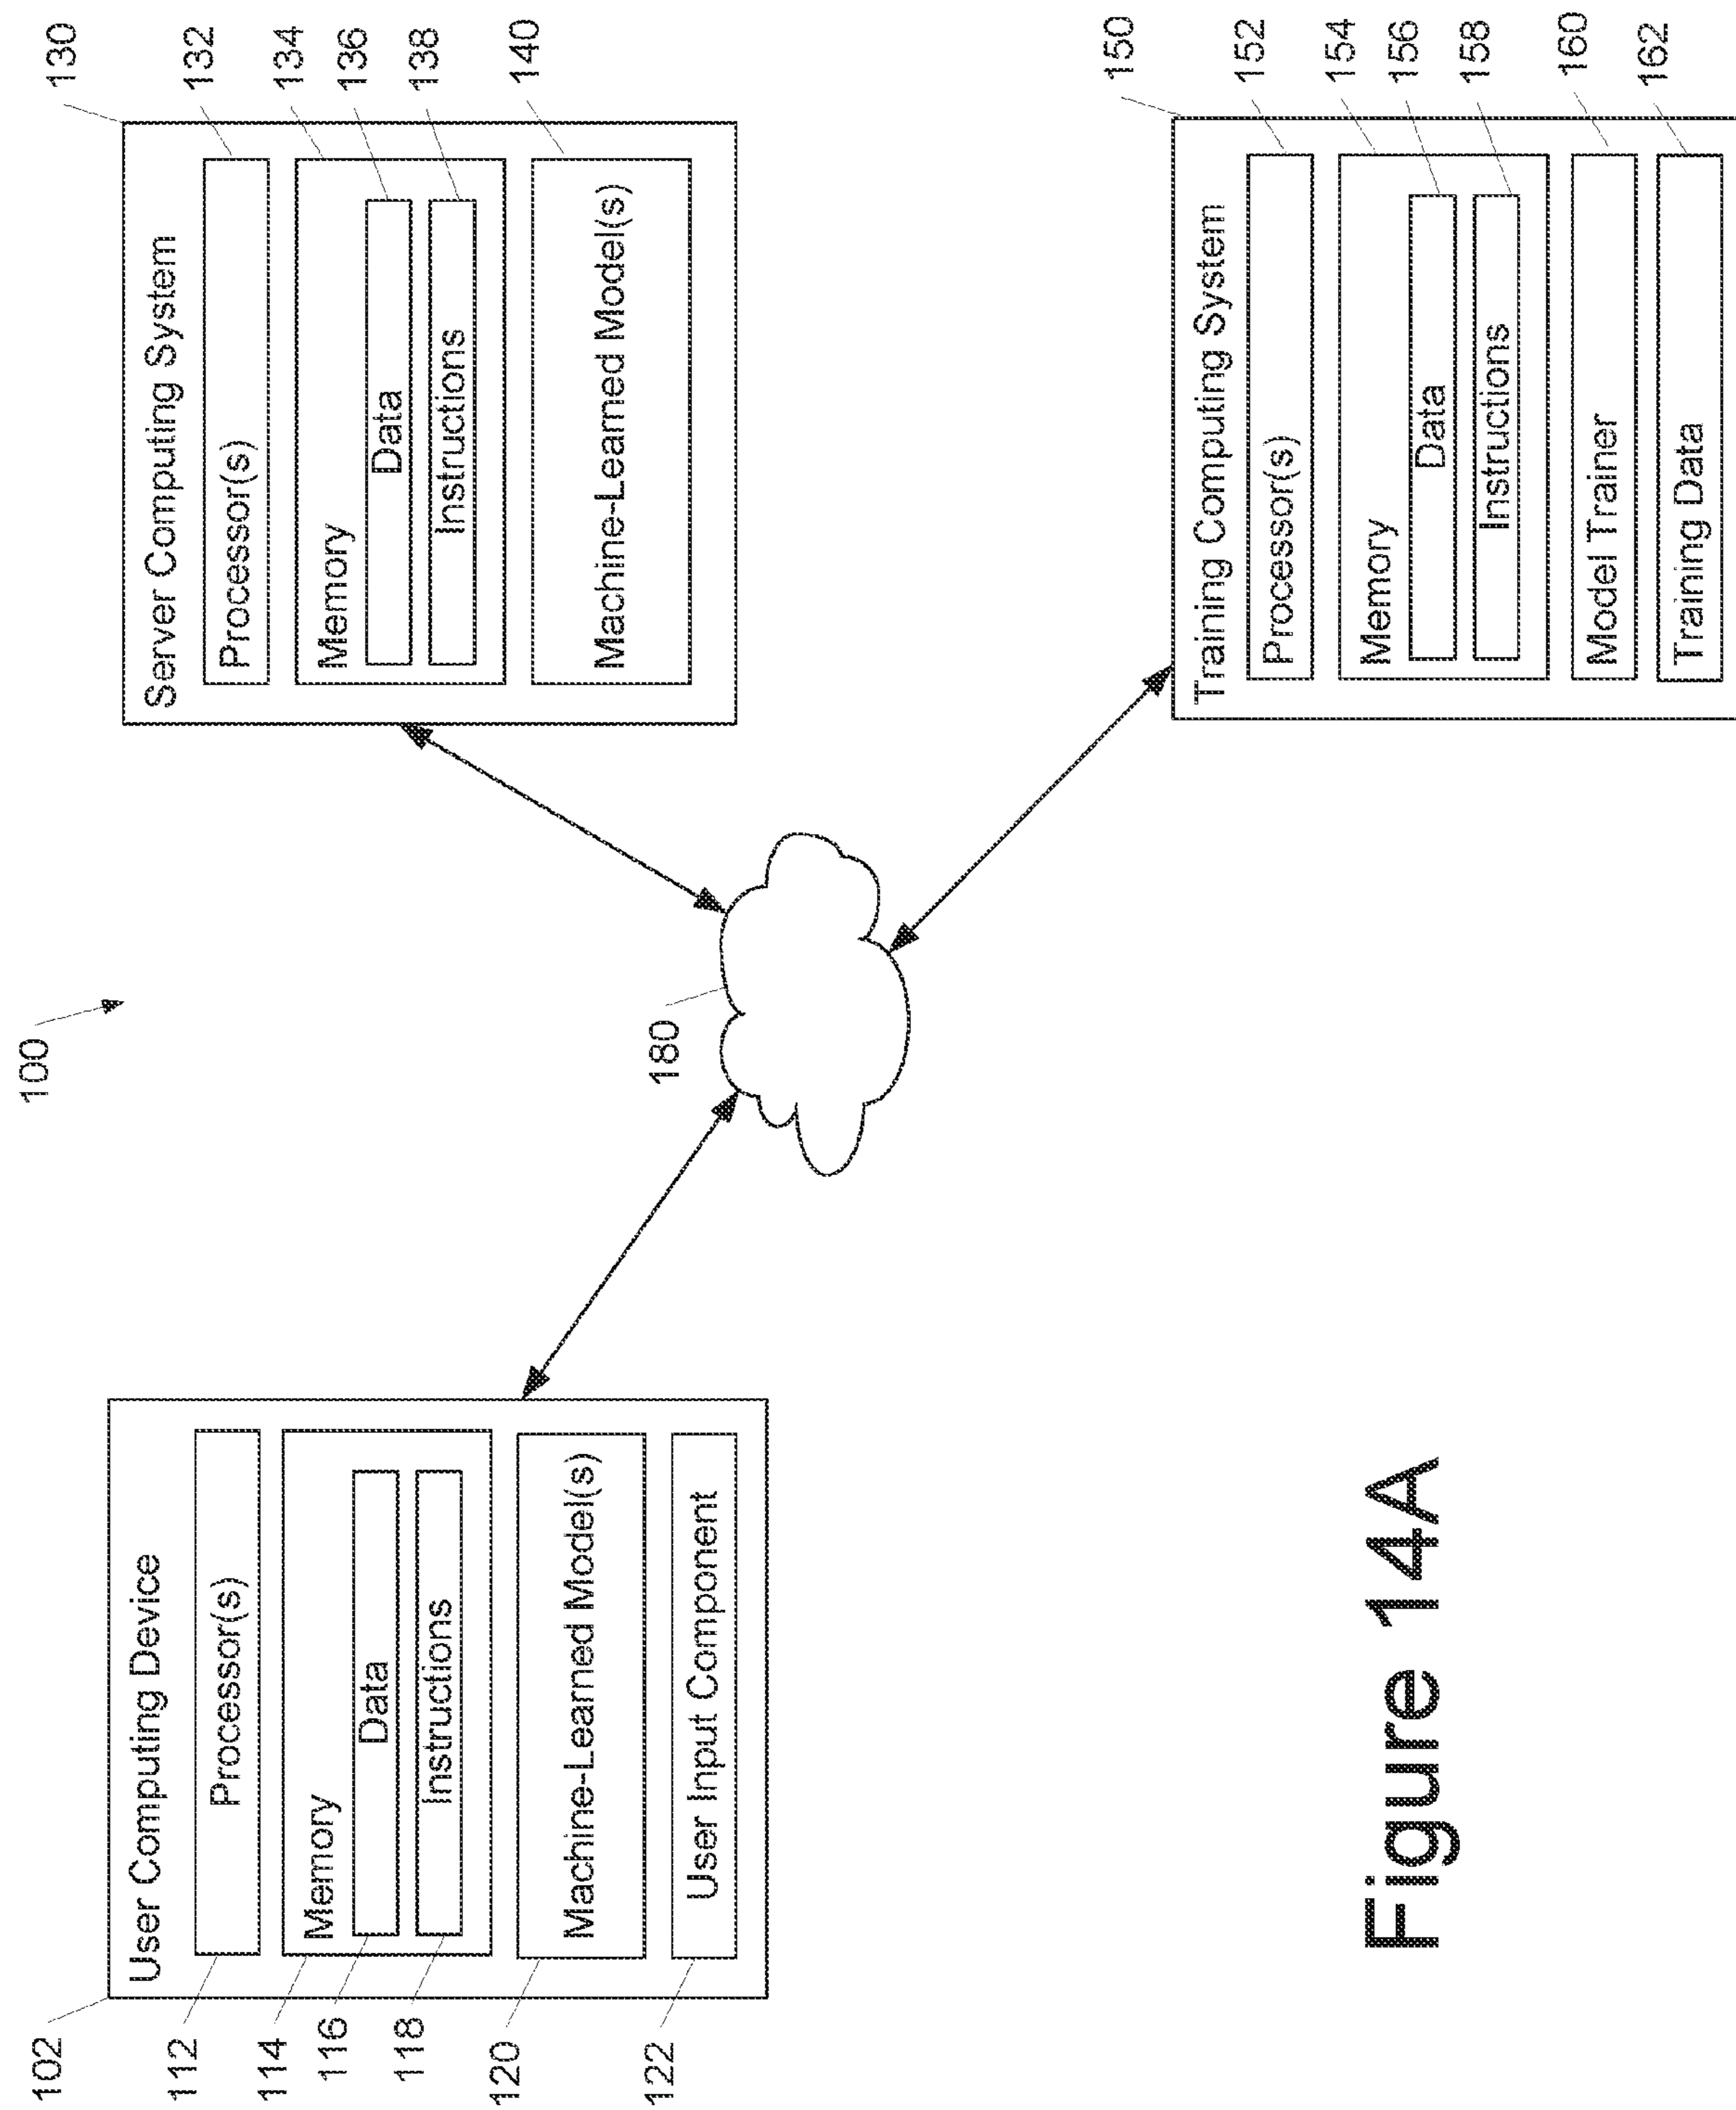 100
102
User Computing Device
112
Processor(s)
114
Memory
116
Data
118
Instructions
120
Machine-Learned Model(s)
122
User Input Component
180
130
Server Computing System
132
Processor(s)
134
Memory
136
Data
138
Instructions
140
Machine-Learned Model(s)
150
Training Computing System
152
Processor(s)
154
Memory
156
Data
158
Instructions
160
Model Trainer
162
Training Data
Figure 14A